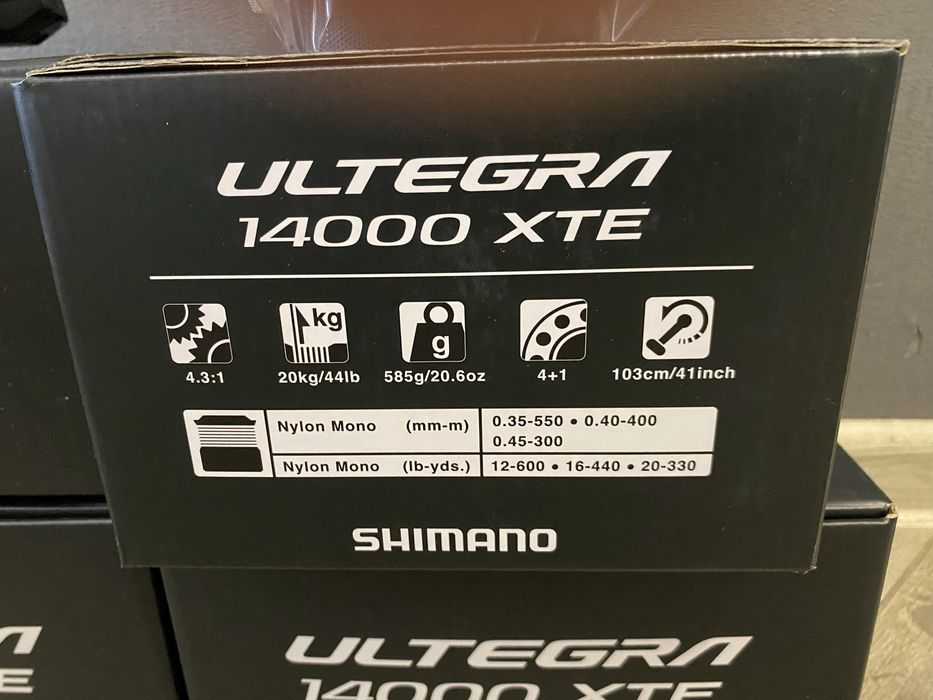 ULTEGRA
14000 XTE
kg
g
4.3:1
20kg/44lb
585g/20.6oz
4+1
103cm/41inch
Nylon Mono (mm-m)
0.35-550 • 0.40-400
0.45-300
Nylon Mono (lb-yds.)
12-600 • 16-440 • 20-330
SHIMANO
ULTEGRA
14000 XTE